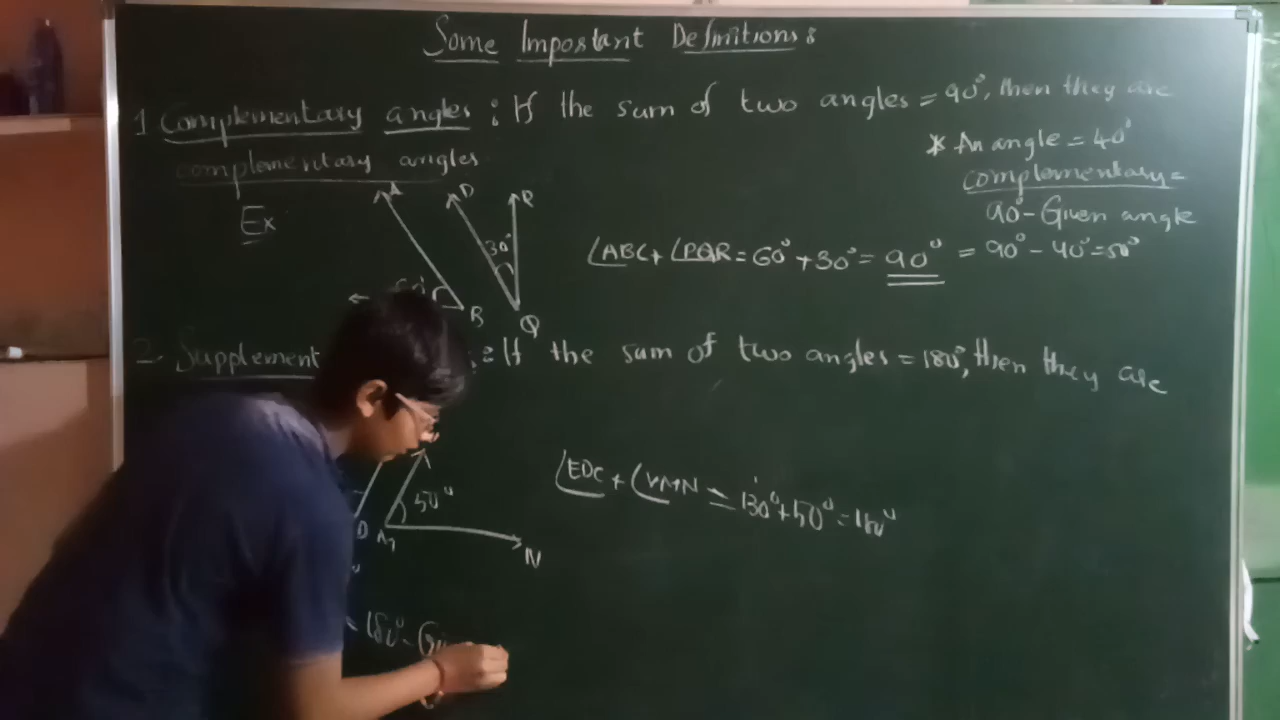 Some Important Definitions:
1 Complementary angles : If the sum of two angles = 90°, then they are
complementary angles
* An angle = 40°
complementary =
90° - Given angle
= 90° - 40° = 50°
Ex
A D R
30°
B Q
∠ABC + ∠PQR = 60° + 30° = 90°
2 Supplement : If the sum of two angles = 180°, then they are
50°
D M N
∠EDC + ∠VMN = 130° + 50° = 180°
= 180° - Gi